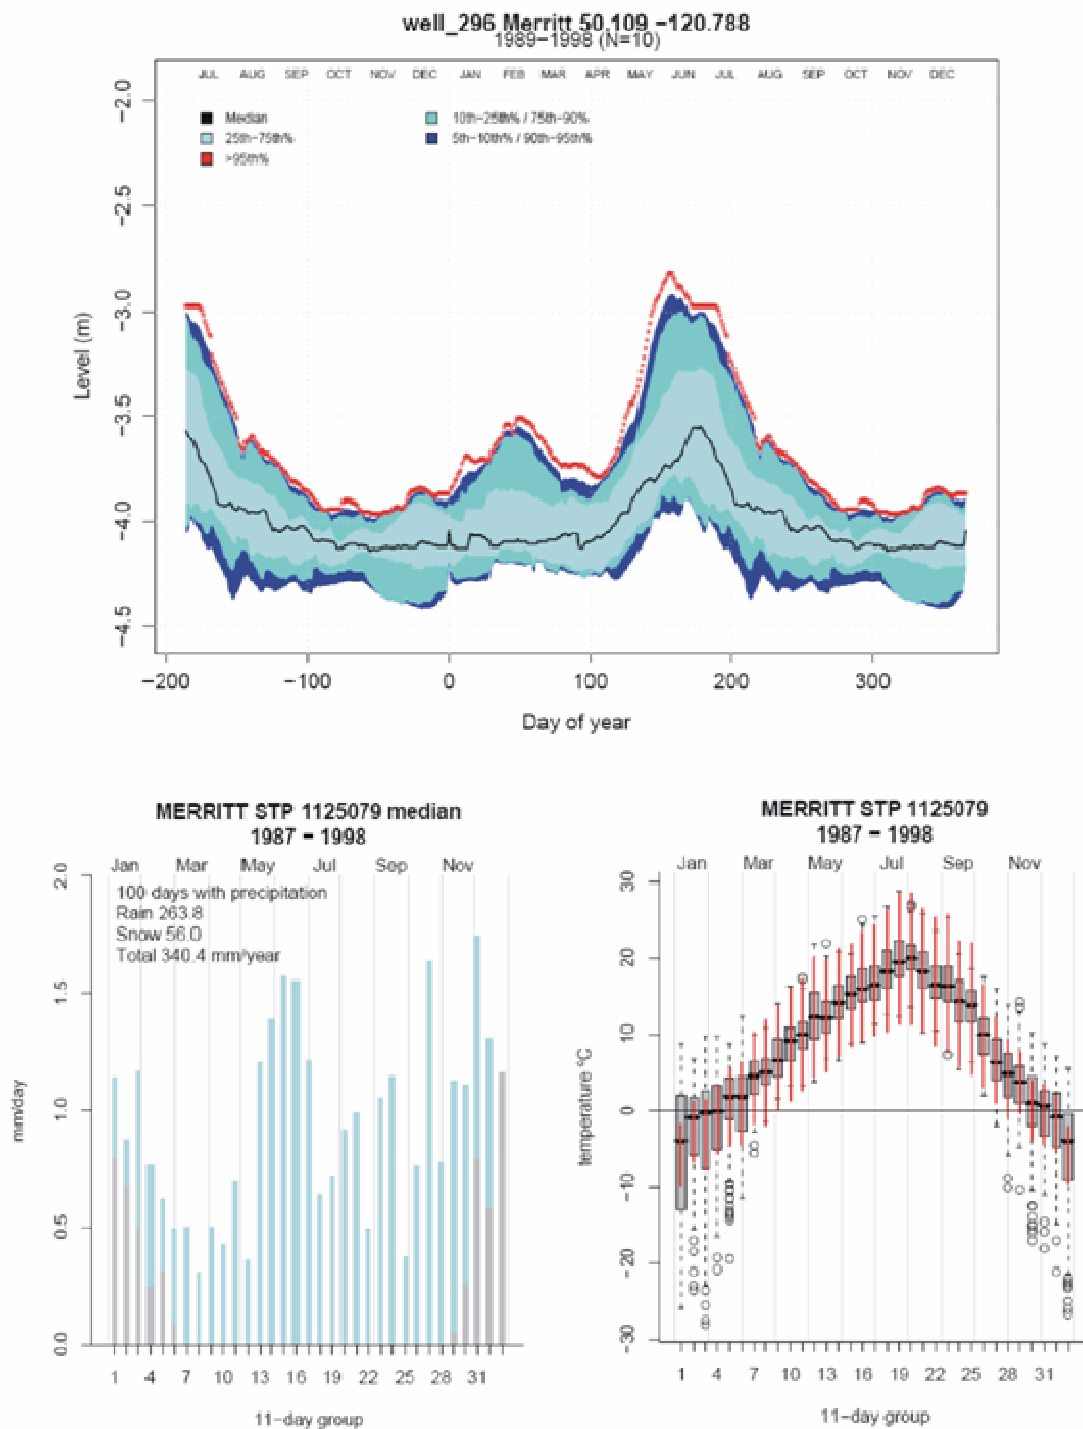 well_296 Merritt 50.109 −120.788
1989−1998 (N=10)
JUL AUG SEP OCT NOV DEC JAN FEB MAR APR MAY JUN JUL AUG SEP OCT NOV DEC
Median
25th−75th%
>95th%
10th−25th% / 75th−90%
5th−10th% / 90th−95th%
Level (m)
−2.0
−2.5
−3.0
−3.5
−4.0
−4.5
−200 −100 0 100 200 300
Day of year
MERRITT STP 1125079 median
1987 − 1998
Jan Mar May Jul Sep Nov
100 days with precipitation
Rain 263.8
Snow 56.0
Total 340.4 mm/year
mm/day
2.0
1.5
1.0
0.5
0.0
1 4 7 10 13 16 19 22 25 28 31
11−day group
MERRITT STP 1125079
1987 − 1998
Jan Mar May Jul Sep Nov
temperature °C
30
20
10
0
−10
−20
−30
1 4 7 10 13 16 19 22 25 28 31
11−day group